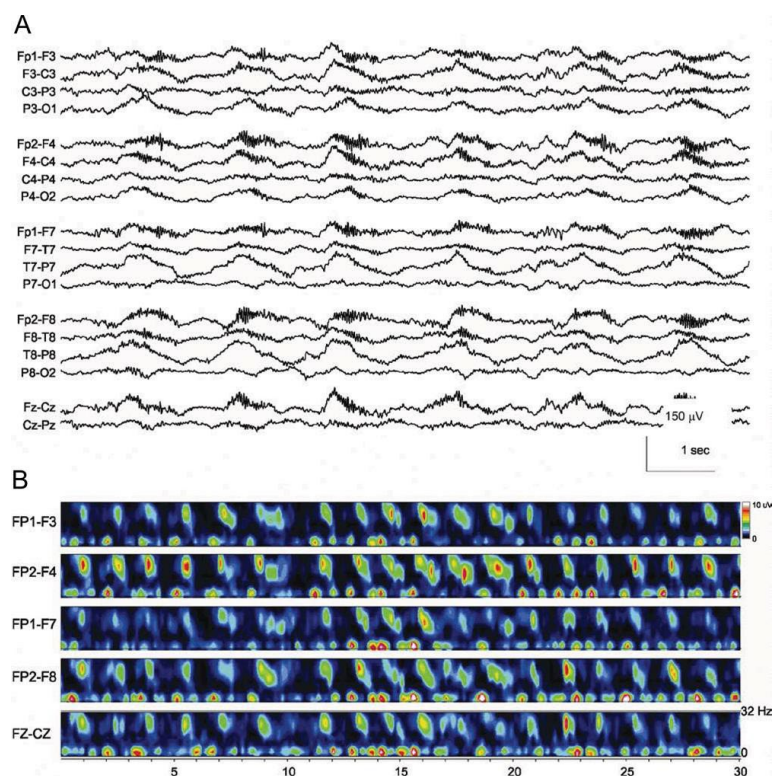 A
Fp1-F3
F3-C3
C3-P3
P3-O1
Fp2-F4
F4-C4
C4-P4
P4-O2
Fp1-F7
F7-T7
T7-P7
P7-O1
Fp2-F8
F8-T8
T8-P8
P8-O2
Fz-Cz
Cz-Pz
150 μV
1 sec
B
FP1-F3
10 uV
0
FP2-F4
FP1-F7
FP2-F8
32 Hz
FZ-CZ
0
5 10 15 20 25 30